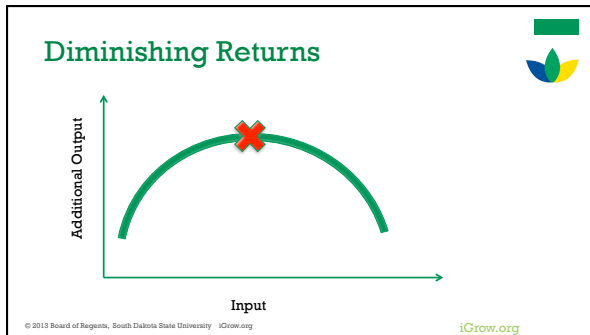 Diminishing Returns
Additional Output
Input
© 2013 Board of Regents, South Dakota State University iGrow.org
iGrow.org